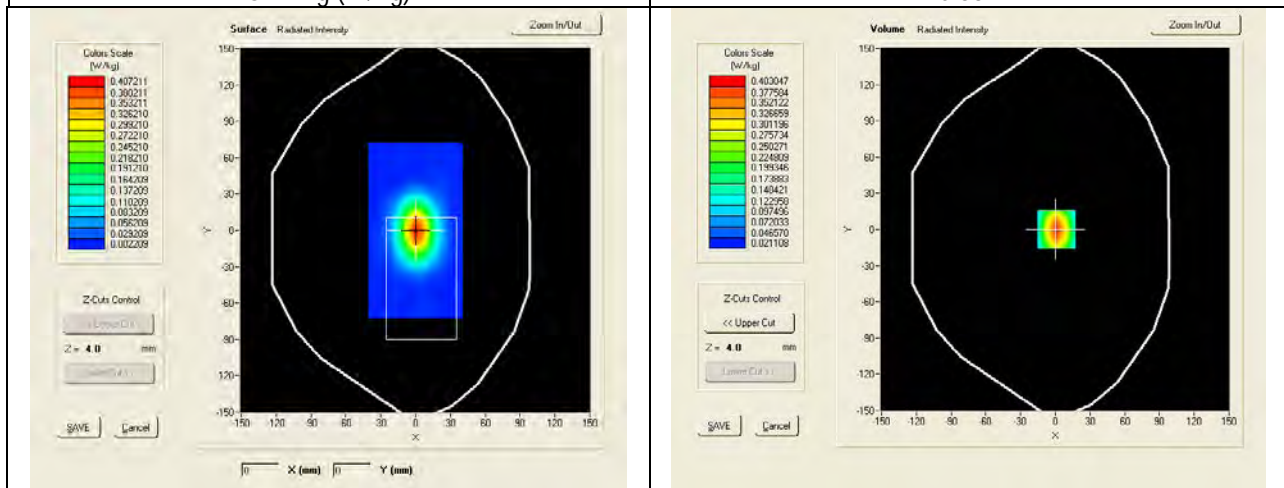 Surface Radiated Intensity
Zoom In/Out
Colors Scale
[W/kg]
0.407211
0.380211
0.353211
0.326210
0.299210
0.272210
0.245210
0.218210
0.191210
0.164209
0.137209
0.110209
0.083209
0.056209
0.029209
0.002209
Z-Cuts Control
Z = 4.0 mm
SAVE Cancel
150
120
90
60
30
0
-30
-60
-90
-120
-150
Y
-150 -120 -90 -60 -30 0 30 60 90 120 150
X
0 X (mm) 0 Y (mm)
Volume Radiated Intensity
Zoom In/Out
Colors Scale
[W/kg]
0.403047
0.377584
0.352122
0.326659
0.301196
0.275734
0.250271
0.224809
0.199346
0.173883
0.148421
0.122958
0.097496
0.072033
0.046570
0.021108
Z-Cuts Control
<< Upper Cut
Z = 4.0 mm
Lower Cut >>
SAVE Cancel
150
120
90
60
30
0
-30
-60
-90
-120
-150
Y
-150 -120 -90 -60 -30 0 30 60 90 120 150
X